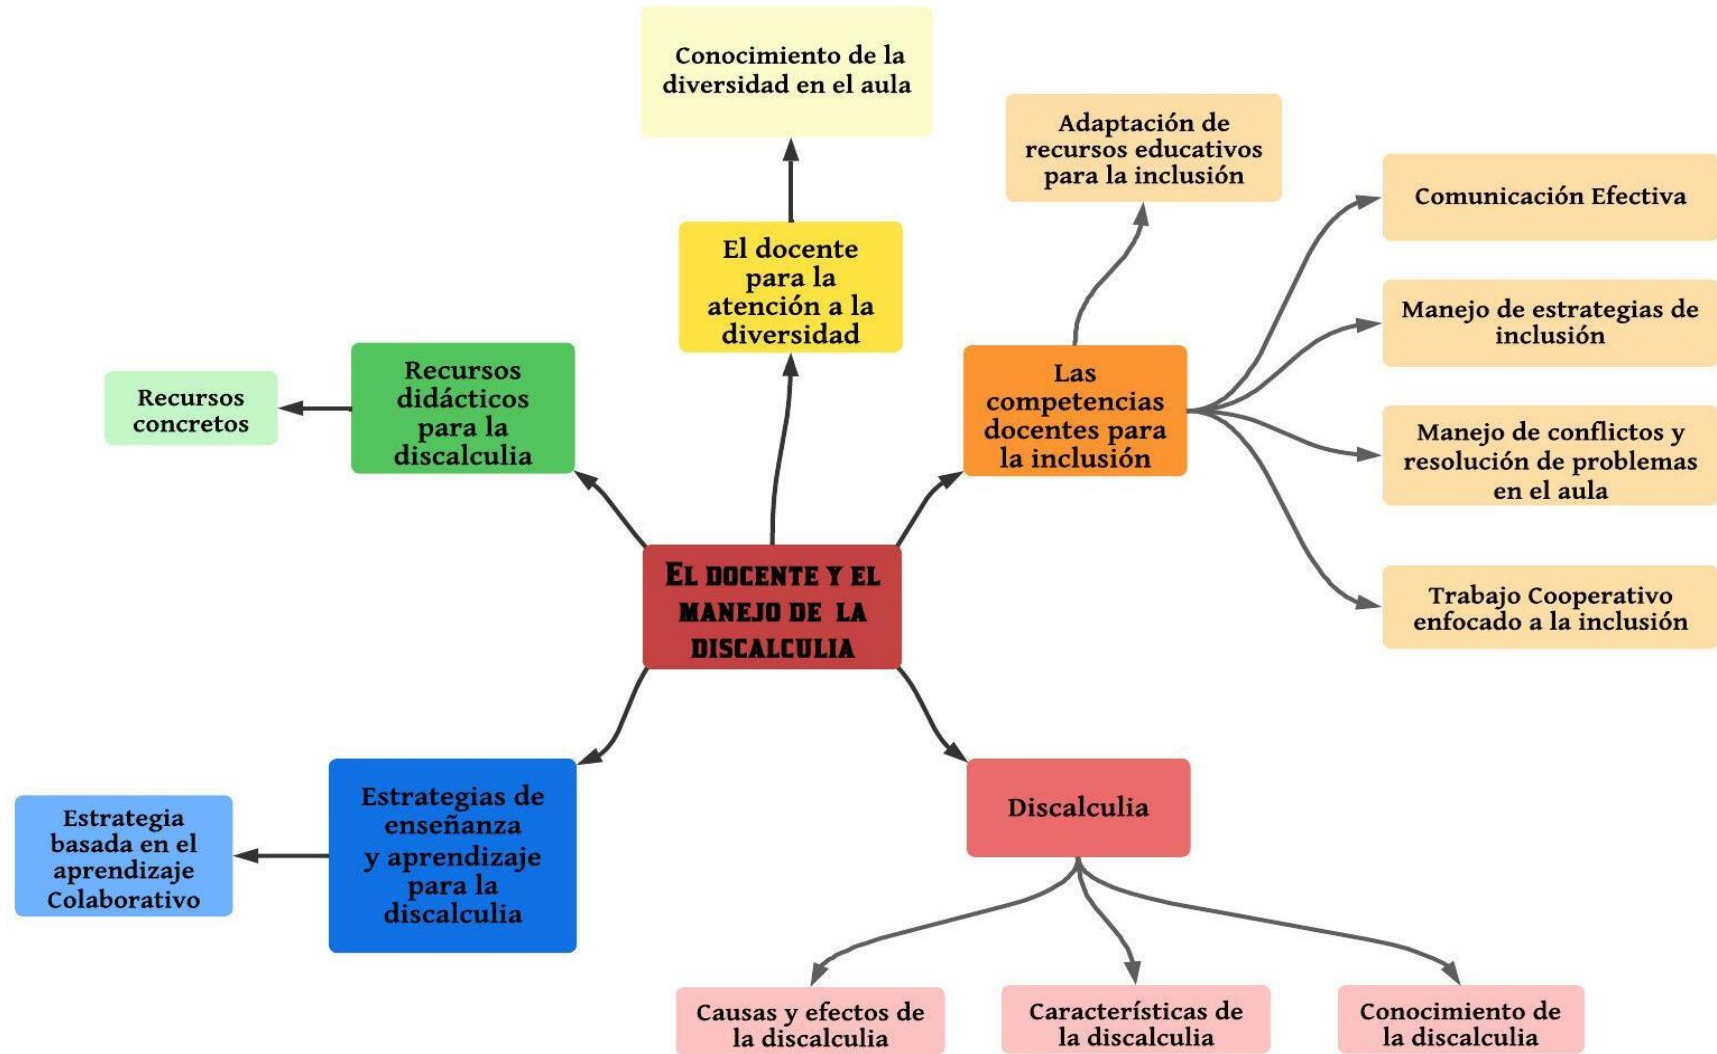 Conocimiento de la
diversidad en el aula
Adaptación de
recursos educativos
para la inclusión
Comunicación Efectiva
El docente
para la
atención a la
diversidad
Manejo de estrategias de
inclusión
Recursos
didácticos
para la
discalculia
Las
competencias
docentes para
la inclusión
Recursos
concretos
Manejo de conflictos y
resolución de problemas
en el aula
EL DOCENTE Y EL
MANEJO DE LA
DISCALCULIA
Trabajo Cooperativo
enfocado a la inclusión
Estrategias de
enseñanza
y aprendizaje
para la
discalculia
Discalculia
Estrategia
basada en el
aprendizaje
Colaborativo
Causas y efectos de
la discalculia
Características de
la discalculia
Conocimiento de
la discalculia